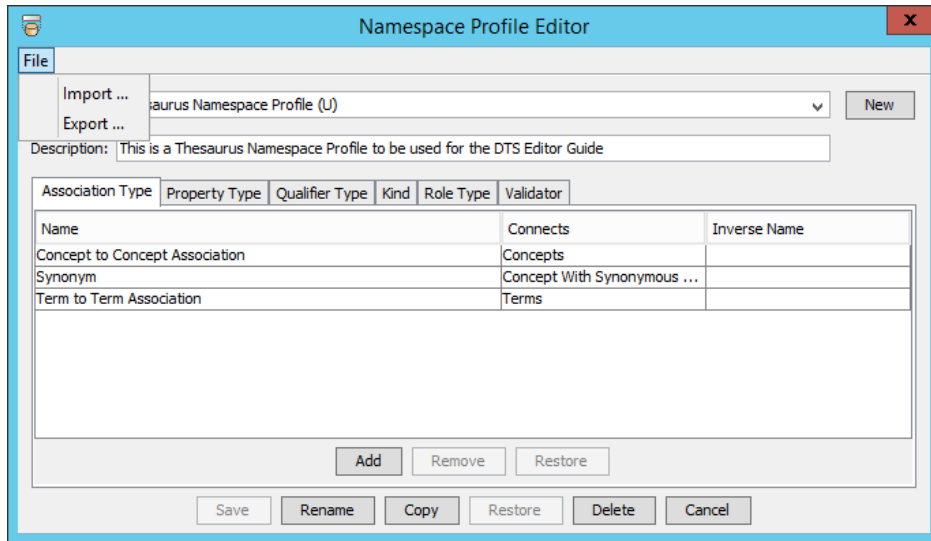 Namespace Profile Editor
x
File
Import ...
Export ...
saurus Namespace Profile (U)
New
Description: This is a Thesaurus Namespace Profile to be used for the DTS Editor Guide
Association Type Property Type Qualifier Type Kind Role Type Validator
Name Connects Inverse Name
Concept to Concept Association Concepts
Synonym Concept With Synonymous ...
Term to Term Association Terms
Add Remove Restore
Save Rename Copy Restore Delete Cancel